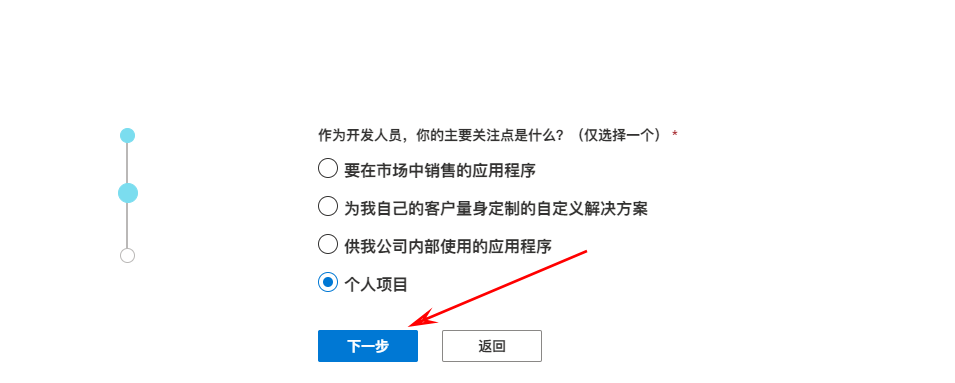 作为开发人员，你的主要关注点是什么？（仅选择一个） *
要在市场中销售的应用程序
为我自己的客户量身定制的自定义解决方案
供我公司内部使用的应用程序
个人项目
下一步 返回